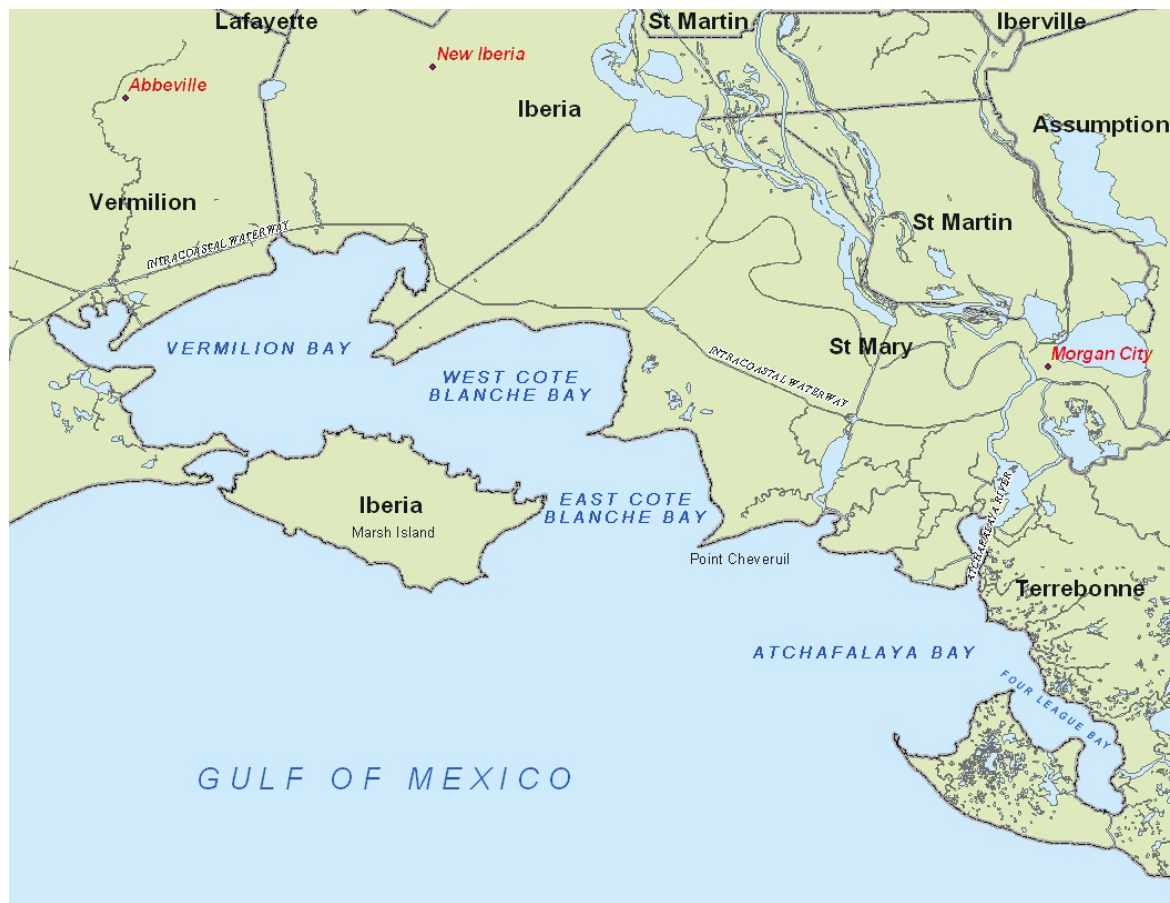 Lafayette
St Martin
Iberville
New Iberia
Abbeville
Iberia
Assumption
Vermilion
St Martin
INTRACOASTAL WATERWAY
VERMILION BAY
St Mary
Morgan City
INTRACOASTAL WATERWAY
WEST COTE
BLANCHE BAY
Iberia
Marsh Island
EAST COTE
BLANCHE BAY
ATCHAFALAYA RIVER
Point Cheveruil
Terrebonne
ATCHAFALAYA BAY
FOUR LEAGUE BAY
GULF OF MEXICO